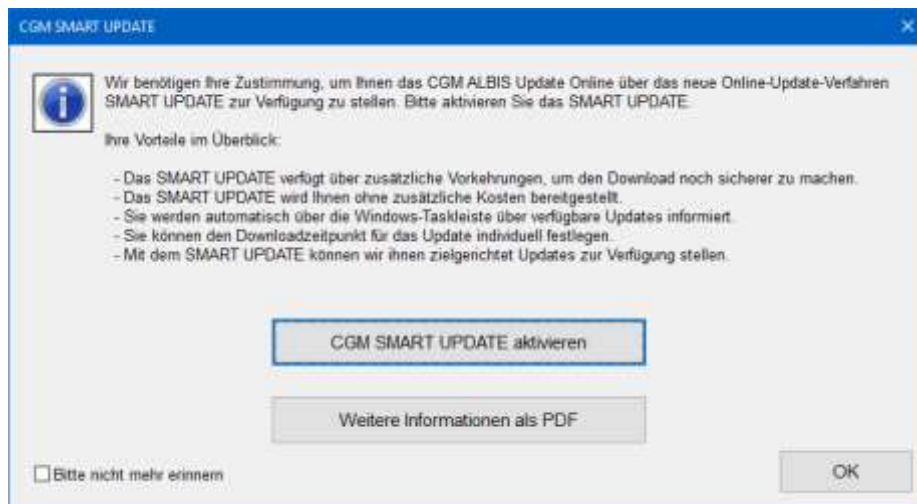 CGM SMART UPDATE
Wir benötigen Ihre Zustimmung, um Ihnen das CGM ALBIS Update Online über das neue Online-Update-Verfahren
SMART UPDATE zur Verfügung zu stellen. Bitte aktivieren Sie das SMART UPDATE.
Ihre Vorteile im Überblick:
- Das SMART UPDATE verfügt über zusätzliche Vorkehrungen, um den Download noch sicherer zu machen.
- Das SMART UPDATE wird Ihnen ohne zusätzliche Kosten bereitgestellt.
- Sie werden automatisch über die Windows-Taskleiste über verfügbare Updates informiert.
- Sie können den Downloadzeitpunkt für das Update individuell festlegen.
- Mit dem SMART UPDATE können wir ihnen zielgerichtet Updates zur Verfügung stellen.
CGM SMART UPDATE aktivieren
Weitere Informationen als PDF
Bitte nicht mehr erinnern
OK